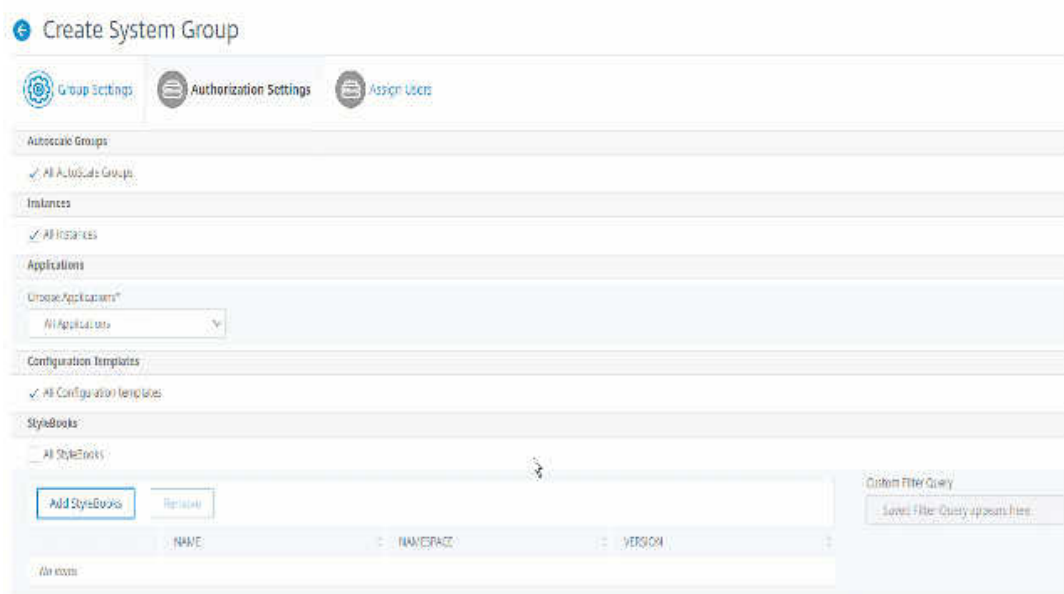 Create System Group
Group Settings Authorization Settings Assign Users
Autoscale Groups
All AutoScale Groups
Instances
All Instances
Applications
Choose Applications*
All Applications
Configuration Templates
All Configuration templates
StyleBooks
All StyleBooks
Custom Filter Query
Add StyleBooks Remove
Saved Filter Query appears here
NAME NAMESPACE VERSION
No items